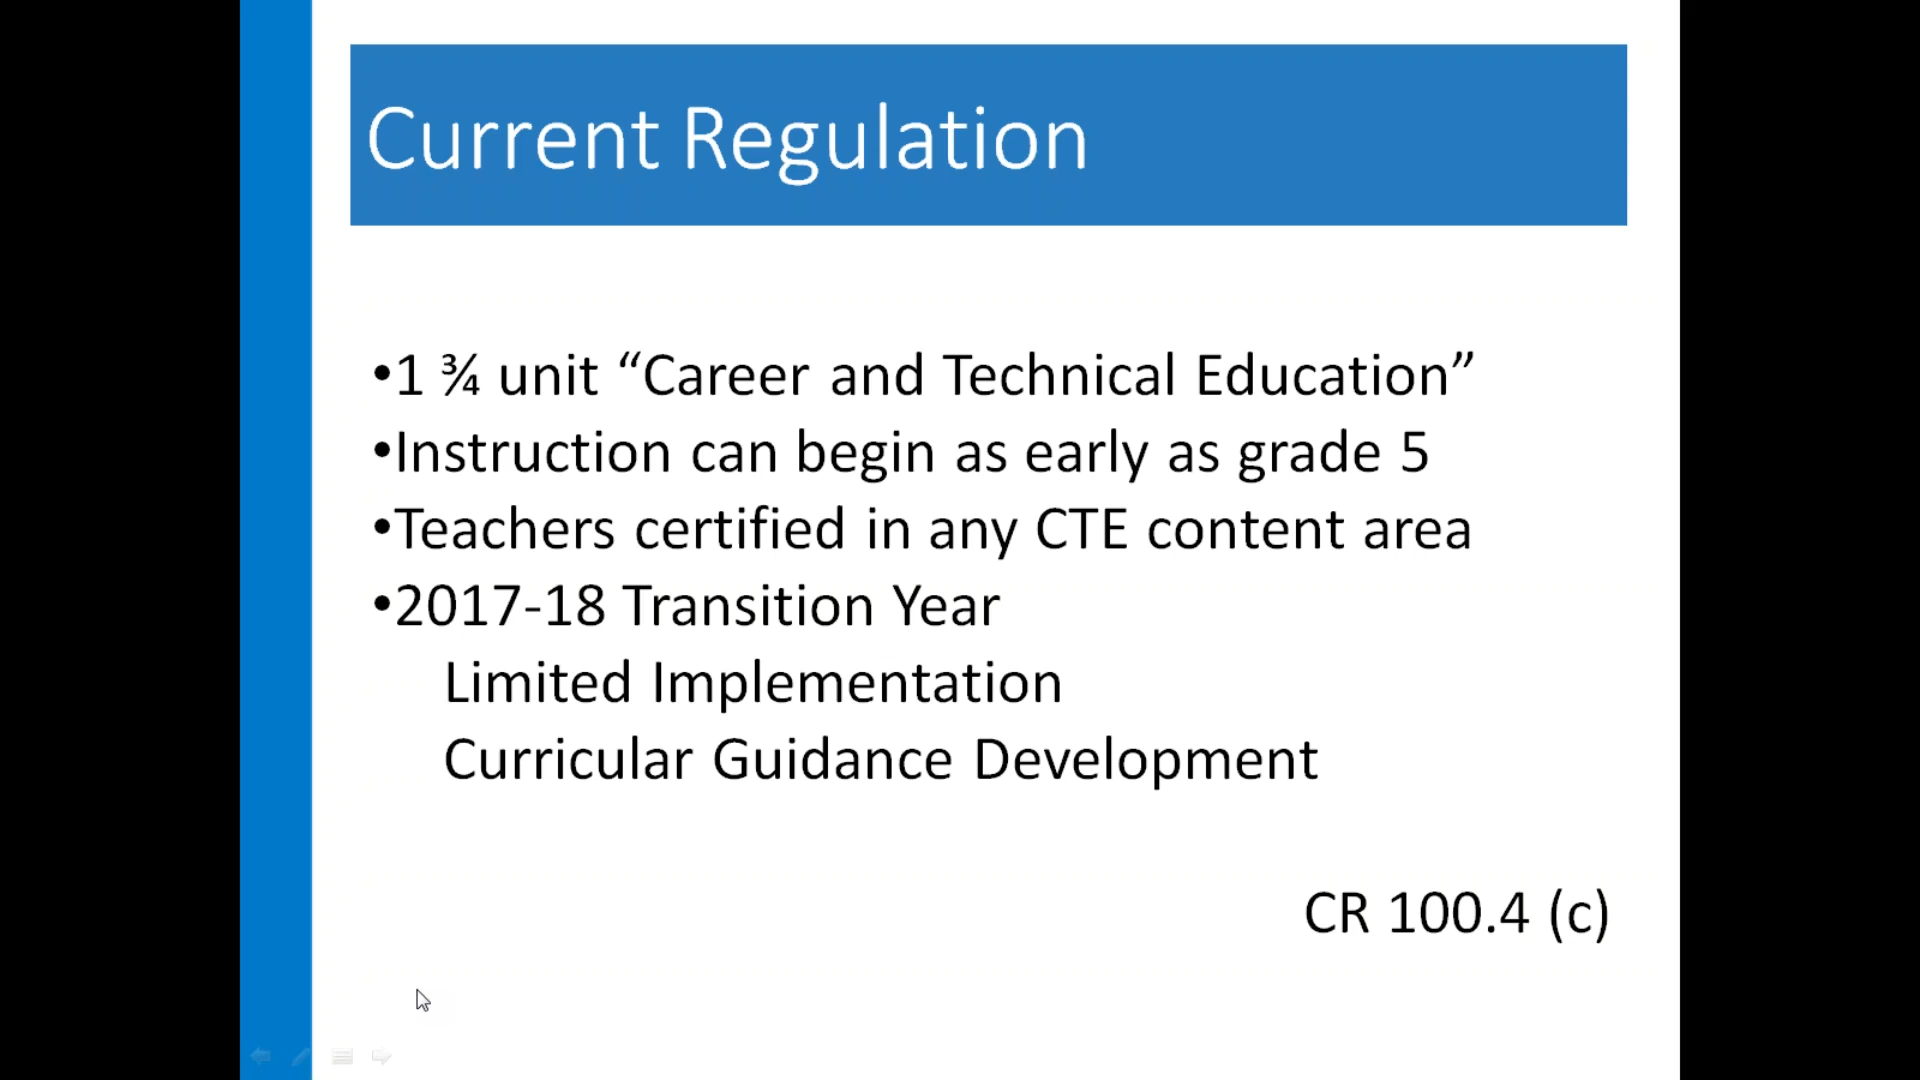 Current Regulation
•1 ¾ unit “Career and Technical Education”
•Instruction can begin as early as grade 5
•Teachers certified in any CTE content area
•2017-18 Transition Year
Limited Implementation
Curricular Guidance Development
CR 100.4 (c)